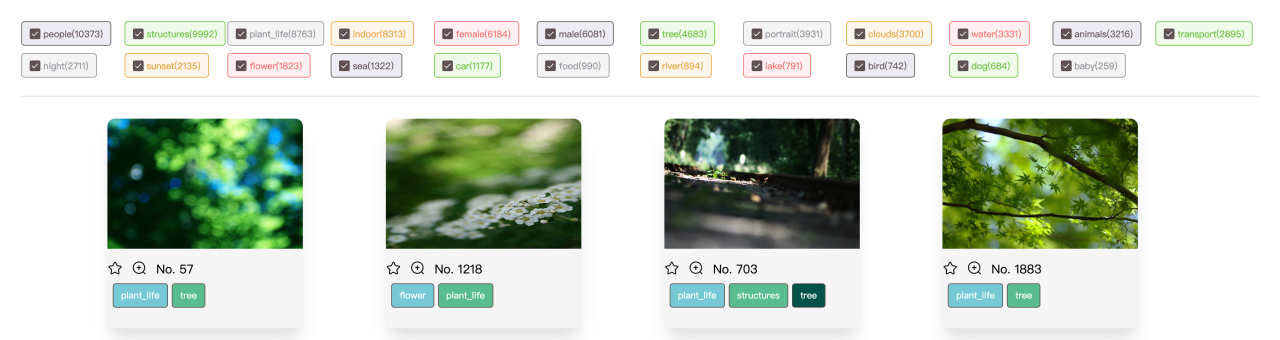 people(10373) structures(9992) plant_life(8763) indoor(8313) female(6184) male(6081) tree(4683) portrait(3931) clouds(3700) water(3331) animals(3216) transport(2895)
night(2711) sunset(2135) flower(1823) sea(1322) car(1177) food(990) river(894) lake(791) bird(742) dog(684) baby(259)
No. 57 No. 1218 No. 703 No. 1883
plant_life tree flower plant_life plant_life structures tree plant_life tree